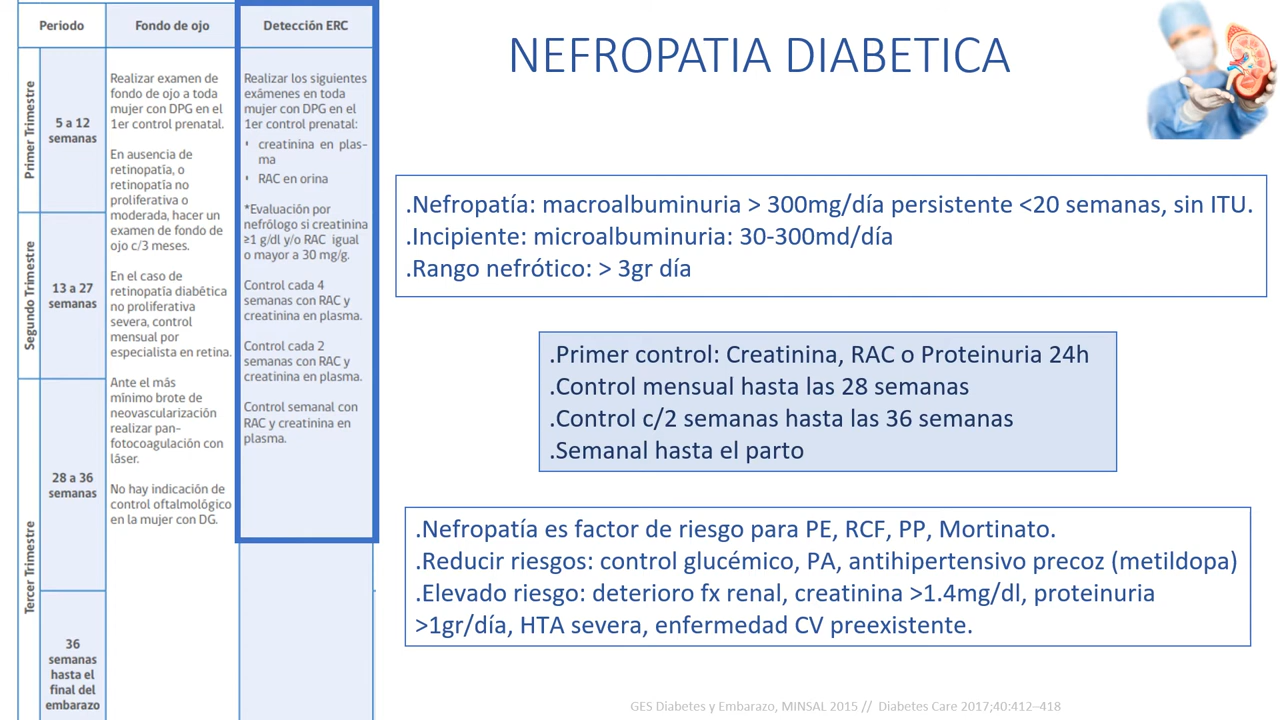 NEFROPATIA DIABETICA
Periodo
Fondo de ojo
Detección ERC
Primer Trimestre
5 a 12
semanas
Segundo Trimestre
13 a 27
semanas
Tercer Trimestre
28 a 36
semanas
36
semanas
hasta el
final del
embarazo
Realizar examen de
fondo de ojo a toda
mujer con DPG en el
1er control prenatal.
En ausencia de
retinopatía, o
retinopatía no
proliferativa o
moderada, hacer un
examen de fondo de
ojo c/3 meses.
En el caso de
retinopatía diabética
no proliferativa
severa, control
mensual por
especialista en retina.
Ante el más
mínimo brote de
neovascularización
realizar pan-
fotocoagulación con
láser.
No hay indicación de
control oftalmológico
en la mujer con DG.
Realizar los siguientes
exámenes en toda
mujer con DPG en el
1er control prenatal:
' creatinina en plas-
ma
' RAC en orina
*Evaluación por
nefrólogo si creatinina
≥1 g/dl y/o RAC igual
o mayor a 30 mg/g.
Control cada 4
semanas con RAC y
creatinina en plasma.
Control cada 2
semanas con RAC y
creatinina en plasma.
Control semanal con
RAC y creatinina en
plasma.
.Nefropatía: macroalbuminuria > 300mg/día persistente <20 semanas, sin ITU.
.Incipiente: microalbuminuria: 30-300md/día
.Rango nefrótico: > 3gr día
.Primer control: Creatinina, RAC o Proteinuria 24h
.Control mensual hasta las 28 semanas
.Control c/2 semanas hasta las 36 semanas
.Semanal hasta el parto
.Nefropatía es factor de riesgo para PE, RCF, PP, Mortinato.
.Reducir riesgos: control glucémico, PA, antihipertensivo precoz (metildopa)
.Elevado riesgo: deterioro fx renal, creatinina >1.4mg/dl, proteinuria
>1gr/día, HTA severa, enfermedad CV preexistente.
GES Diabetes y Embarazo, MINSAL 2015 // Diabetes Care 2017;40:412–418